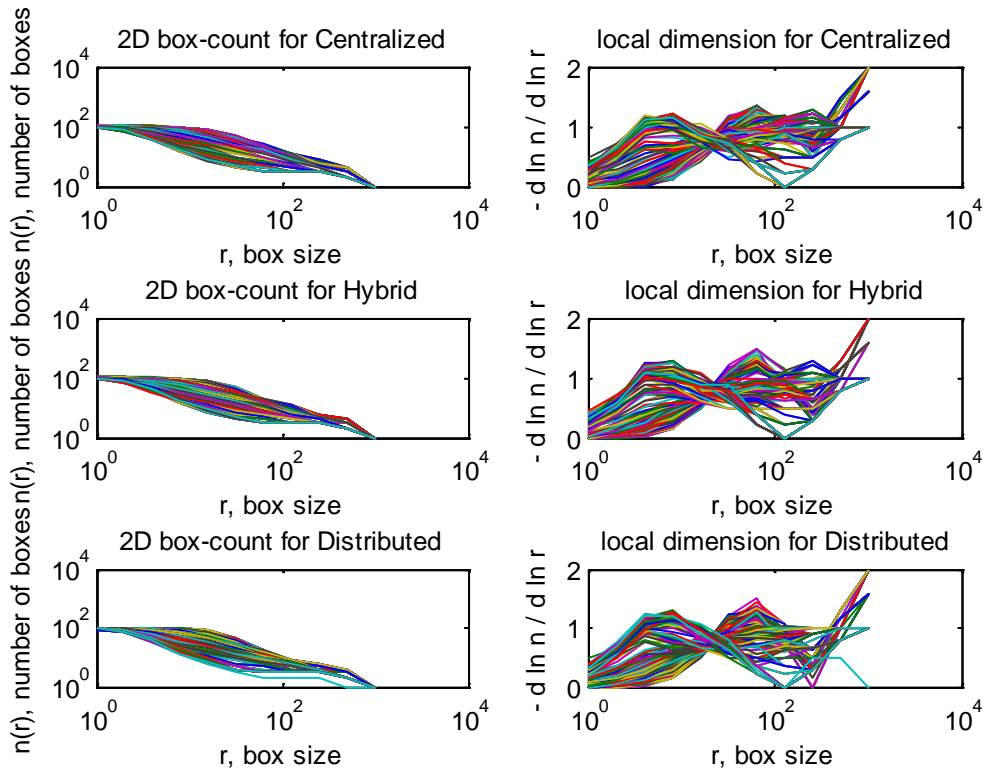 2D box-count for Centralized
n(r), number of boxes
10^4
10^2
10^0
10^0
10^2
10^4
r, box size
local dimension for Centralized
- d ln n / d ln r
2
1
0
10^0
10^2
10^4
r, box size
2D box-count for Hybrid
n(r), number of boxes
10^4
10^2
10^0
10^0
10^2
10^4
r, box size
local dimension for Hybrid
- d ln n / d ln r
2
1
0
10^0
10^2
10^4
r, box size
2D box-count for Distributed
n(r), number of boxes
10^4
10^2
10^0
10^0
10^2
10^4
r, box size
local dimension for Distributed
- d ln n / d ln r
2
1
0
10^0
10^2
10^4
r, box size